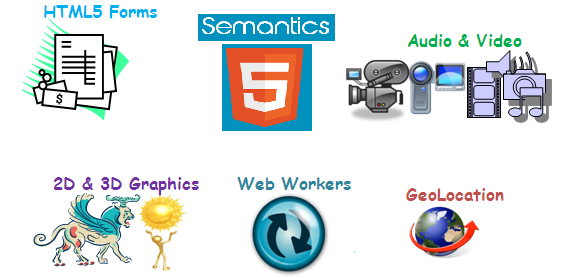 HTML5 Forms
Semantics
5
Audio & Video
$
2D & 3D Graphics
Web Workers
GeoLocation